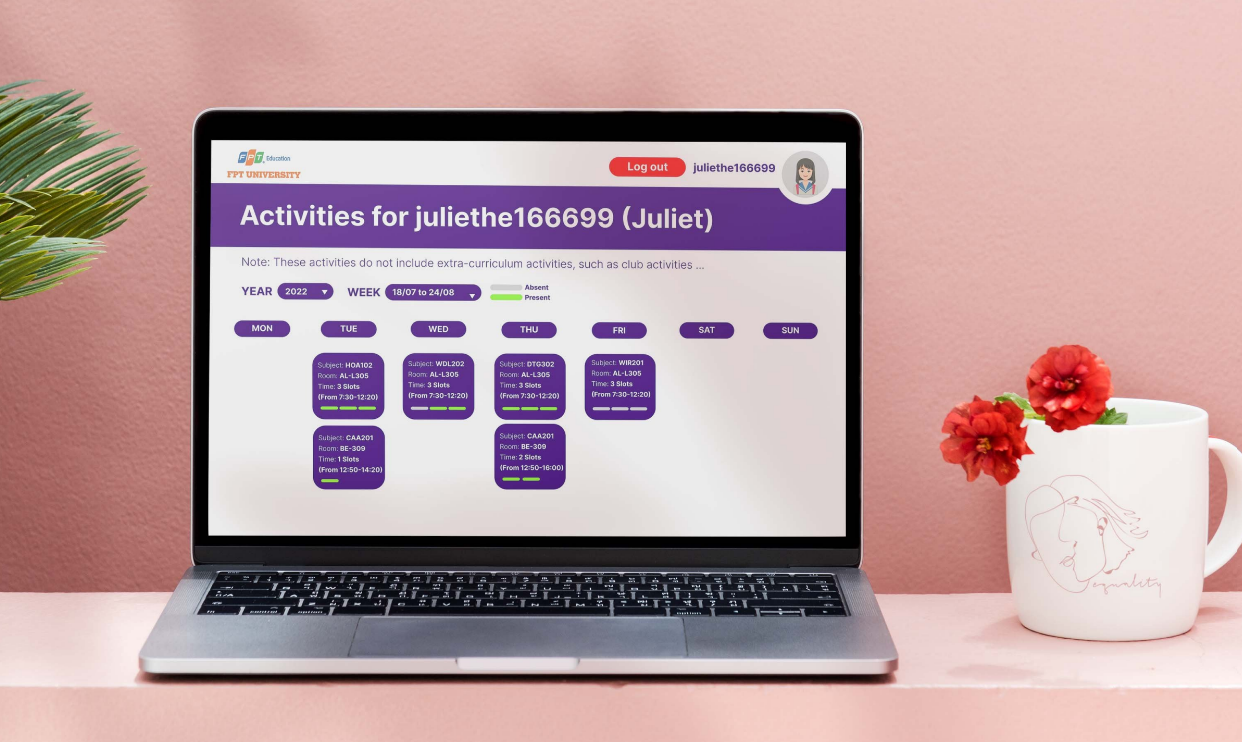 FPT Education
FPT UNIVERSITY
Log out
juliethe166699
Activities for juliethe166699 (Juliet)
Note: These activities do not include extra-curriculum activities, such as club activities ...
YEAR 2022 WEEK 18/07 to 24/08
Absent
Present
MON TUE WED THU FRI SAT SUN
Subject: HOA102
Room: AL-L305
Time: 3 Slots
(From 7:30-12:20)
Subject: WDL202
Room: AL-L305
Time: 3 Slots
(From 7:30-12:20)
Subject: DTG302
Room: AL-L305
Time: 3 Slots
(From 7:30-12:20)
Subject: WIR201
Room: AL-L305
Time: 3 Slots
(From 7:30-12:20)
Subject: CAA201
Room: BE-309
Time: 1 Slots
(From 12:50-14:20)
Subject: CAA201
Room: BE-309
Time: 2 Slots
(From 12:50-16:00)
fn control option option
equality